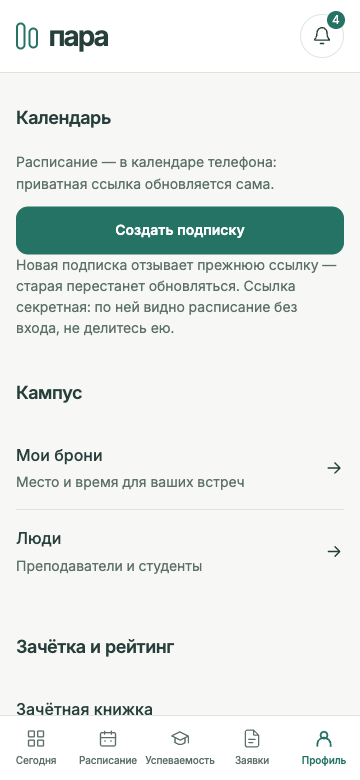 пара
4
Календарь
Расписание — в календаре телефона:
приватная ссылка обновляется сама.
Создать подписку
Новая подписка отзывает прежнюю ссылку —
старая перестанет обновляться. Ссылка
секретная: по ней видно расписание без
входа, не делитесь ею.
Кампус
Мои брони
Место и время для ваших встреч
Люди
Преподаватели и студенты
Зачётка и рейтинг
Зачётная книжка
Сегодня
Расписание
Успеваемость
Заявки
Профиль